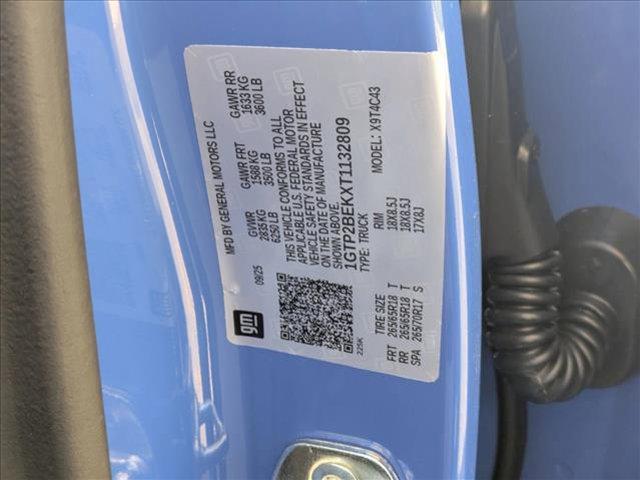 gm
MFD BY GENERAL MOTORS LLC
09/25
GVWR
2835KG
6250 LB
GAWR FRT
1588 KG
3500 LB
GAWR RR
1633 KG
3600 LB
THIS VEHICLE CONFORMS TO ALL
APPLICABLE U.S. FEDERAL MOTOR
VEHICLE SAFETY STANDARDS IN EFFECT
ON THE DATE OF MANUFACTURE
SHOWN ABOVE.
1GTP2BEKXT1132809
TYPE: TRUCK
MODEL: X9T4C43
225K
TIRE SIZE RIM
FRT 265/65R18 T 18X8.5J
RR 265/65R18 T 18X8.5J
SPA 265/70R17 S 17X8J